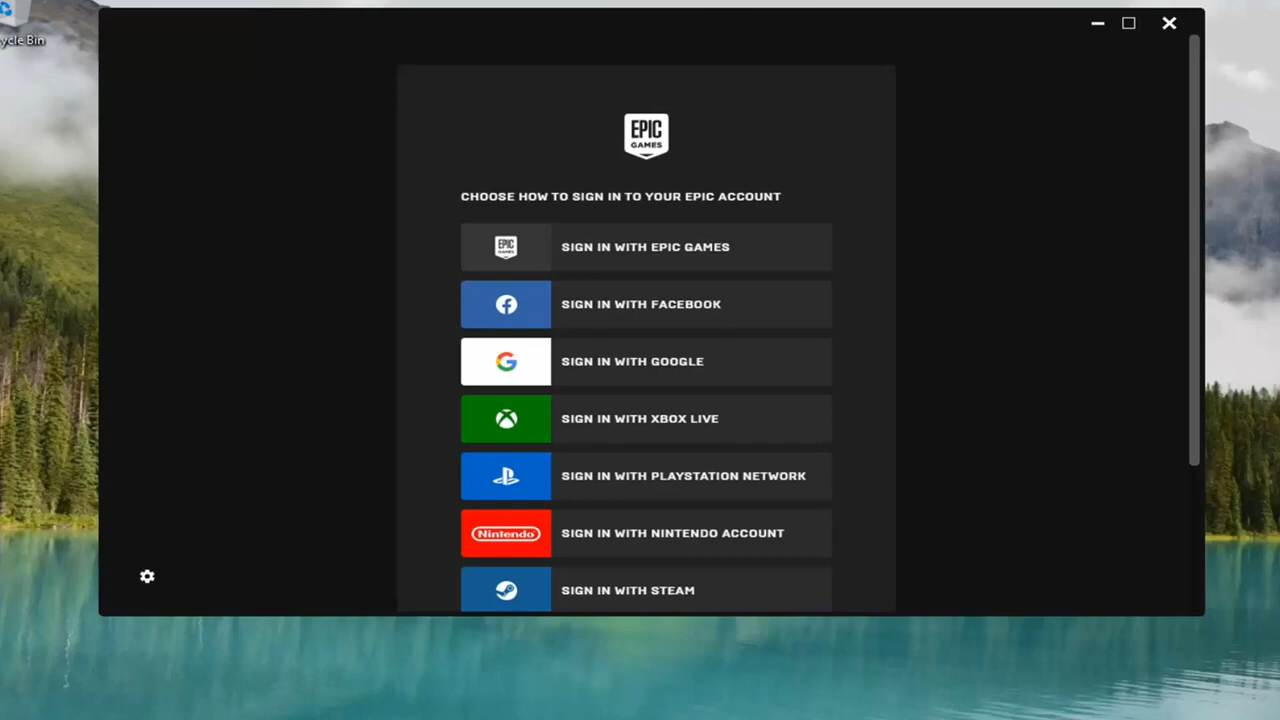 ycle Bin
EPIC
GAMES
CHOOSE HOW TO SIGN IN TO YOUR EPIC ACCOUNT
EPIC
GAMES
SIGN IN WITH EPIC GAMES
SIGN IN WITH FACEBOOK
SIGN IN WITH GOOGLE
SIGN IN WITH XBOX LIVE
SIGN IN WITH PLAYSTATION NETWORK
Nintendo
SIGN IN WITH NINTENDO ACCOUNT
SIGN IN WITH STEAM